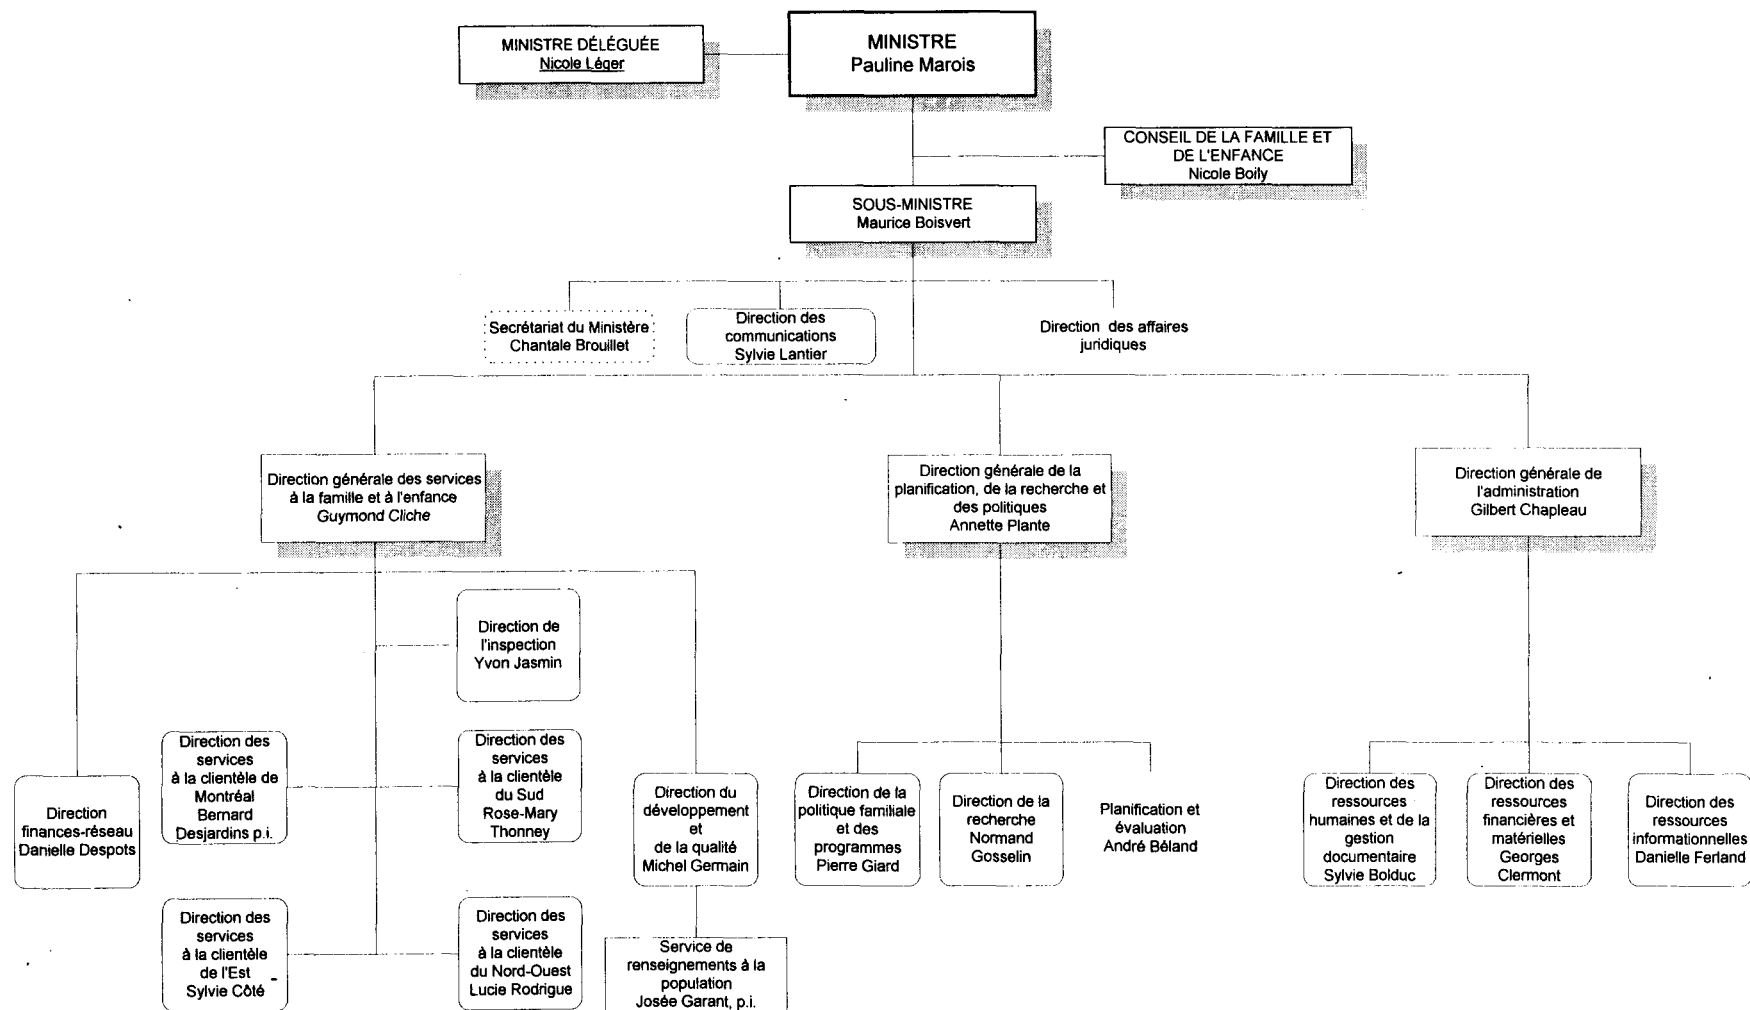 MINISTRE DÉLÉGUÉE
Nicole Léger
MINISTRE
Pauline Marois
CONSEIL DE LA FAMILLE ET
DE L'ENFANCE
Nicole Boily
SOUS-MINISTRE
Maurice Boisvert
Secrétariat du Ministère
Chantale Brouillet
Direction des
communications
Sylvie Lantier
Direction des affaires
juridiques
Direction générale des services
à la famille et à l'enfance
Guymond Cliche
Direction générale de la
planification, de la recherche et
des politiques
Annette Plante
Direction générale de
l'administration
Gilbert Chapleau
Direction de
l'inspection
Yvon Jasmin
Direction
finances-réseau
Danielle Despots
Direction des
services
à la clientèle de
Montréal
Bernard
Desjardins p.i.
Direction des
services
à la clientèle
du Sud
Rose-Mary
Thonney
Direction du
développement
et
de la qualité
Michel Germain
Direction de la
politique familiale
et des
programmes
Pierre Giard
Direction de la
recherche
Normand
Gosselin
Planification et
évaluation
André Béland
Direction des
ressources
humaines et de la
gestion
documentaire
Sylvie Bolduc
Direction des
ressources
financières et
matérielles
Georges
Clermont
Direction des
ressources
informationnelles
Danielle Ferland
Direction des
services
à la clientèle
de l'Est
Sylvie Côté
Direction des
services
à la clientèle
du Nord-Ouest
Lucie Rodrigue
Service de
renseignements à la
population
Josée Garant, p.i.